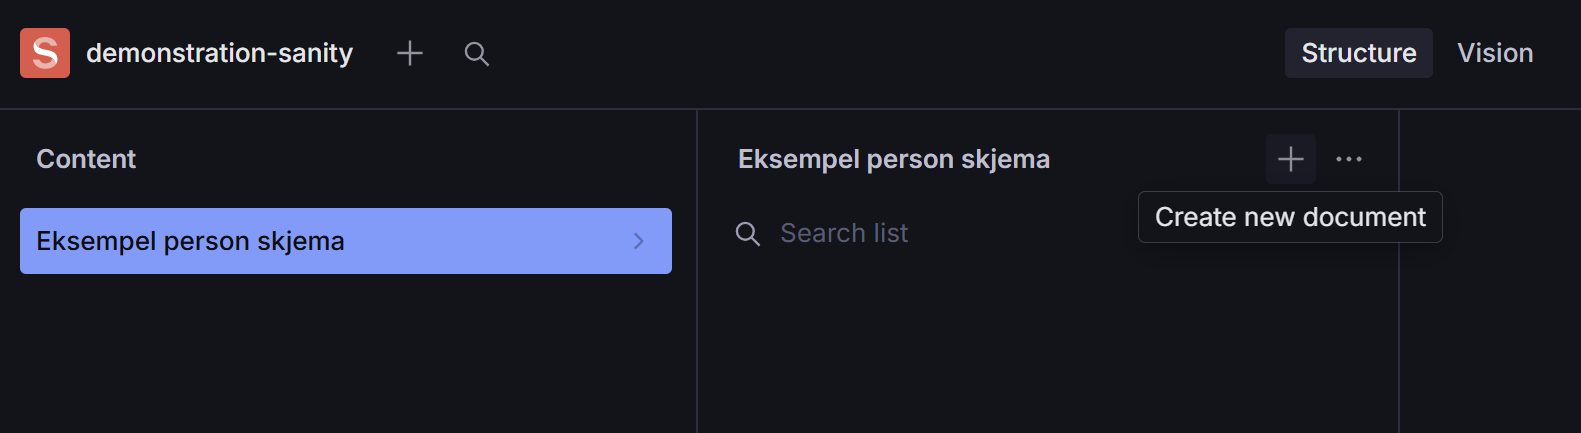 S demonstration-sanity
Structure Vision
Content
Eksempel person skjema
Eksempel person skjema
Create new document
Search list